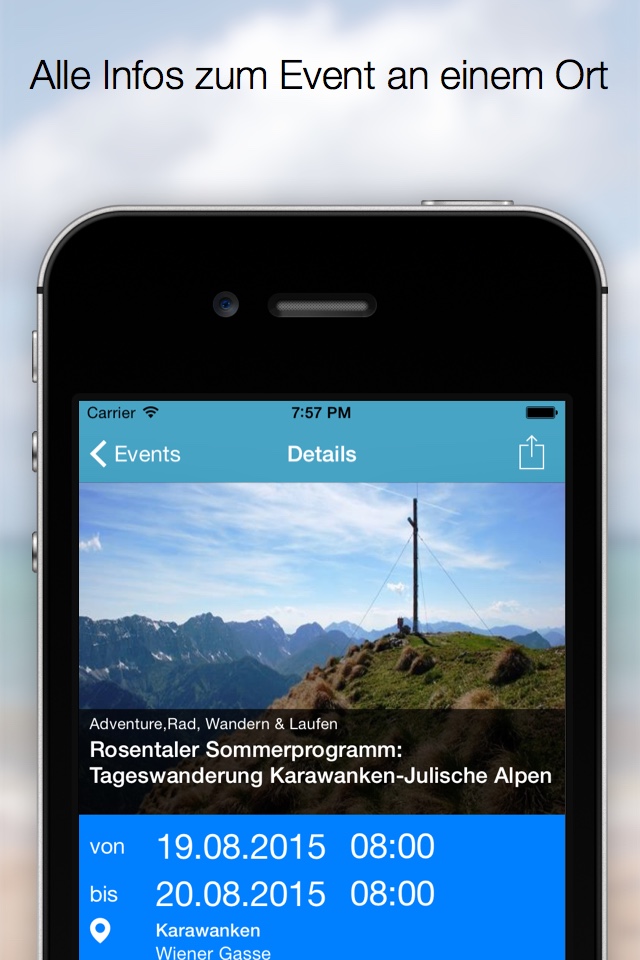 Alle Infos zum Event an einem Ort
Carrier 7:57 PM
Events Details
Adventure,Rad, Wandern & Laufen
Rosentaler Sommerprogramm:
Tageswanderung Karawanken-Julische Alpen
von 19.08.2015 08:00
bis 20.08.2015 08:00
Karawanken
Wiener Gasse